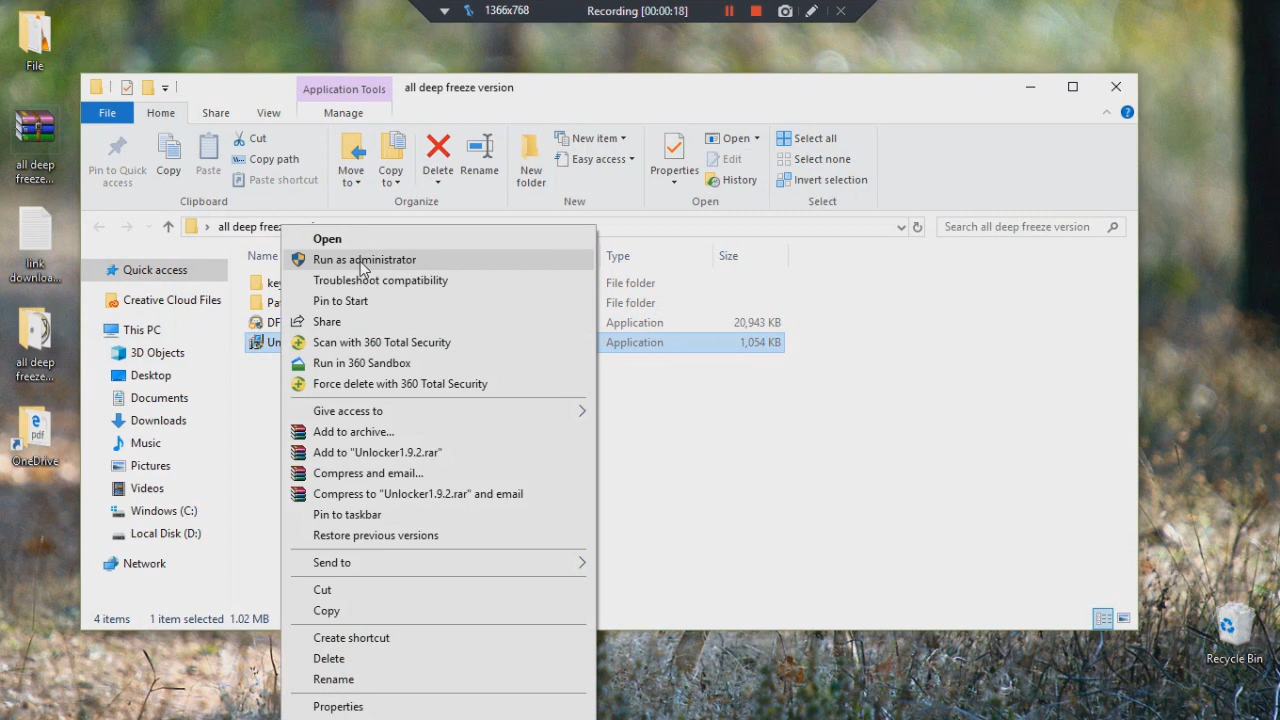 1366x768
Recording [00:00:18]
File
all deep
freeze...
link
downloa...
all deep
freeze...
OneDrive
Recycle Bin
Application Tools
all deep freeze version
File
Home
Share
View
Manage
Pin to Quick
access
Copy
Paste
Cut
Copy path
Paste shortcut
Clipboard
Move
to
Copy
to
Delete
Rename
Organize
New
folder
New item
Easy access
New
Properties
Open
Edit
History
Open
Select all
Select none
Invert selection
Select
all deep free
Search all deep freeze version
Quick access
Creative Cloud Files
This PC
3D Objects
Desktop
Documents
Downloads
Music
Pictures
Videos
Windows (C:)
Local Disk (D:)
Network
Name
Type
Size
File folder
File folder
DF
Application
20,943 KB
Un
Application
1,054 KB
Open
Run as administrator
Troubleshoot compatibility
Pin to Start
Share
Scan with 360 Total Security
Run in 360 Sandbox
Force delete with 360 Total Security
Give access to
Add to archive...
Add to "Unlocker1.9.2.rar"
Compress and email...
Compress to "Unlocker1.9.2.rar" and email
Pin to taskbar
Restore previous versions
Send to
Cut
Copy
Create shortcut
Delete
Rename
Properties
4 items
1 item selected
1.02 MB